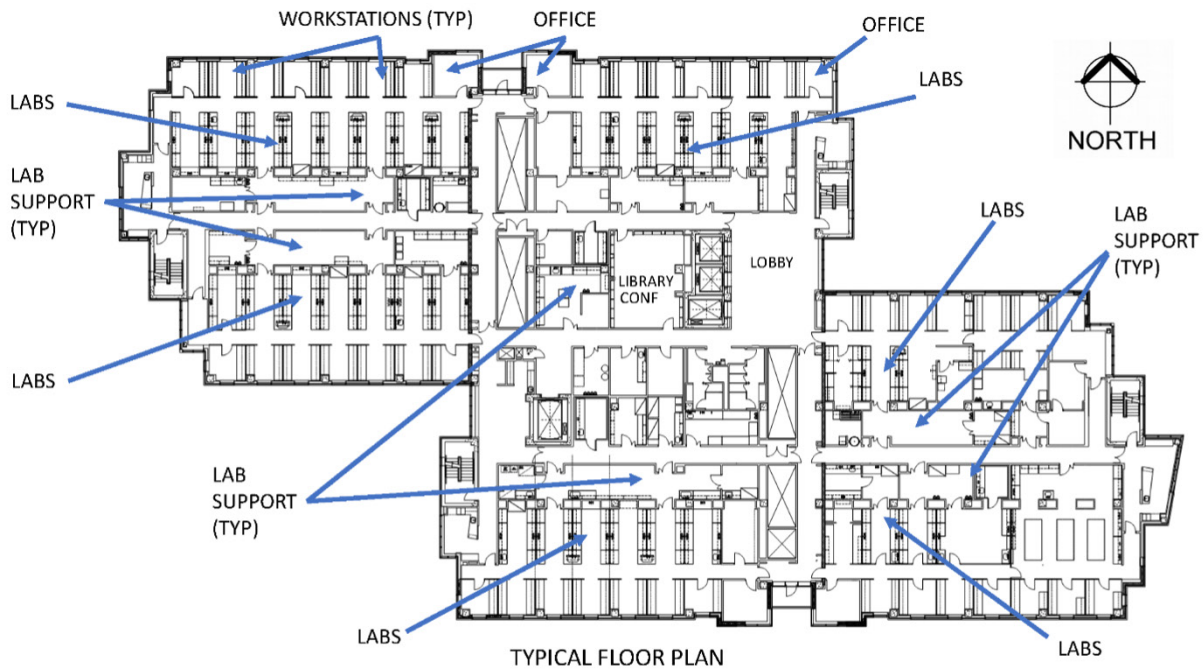 WORKSTATIONS (TYP)
OFFICE
OFFICE
LABS
LABS
NORTH
LAB
SUPPORT
(TYP)
LABS
LAB
SUPPORT
(TYP)
LOBBY
LIBRARY
CONF
LABS
LAB
SUPPORT
(TYP)
LABS
LABS
TYPICAL FLOOR PLAN